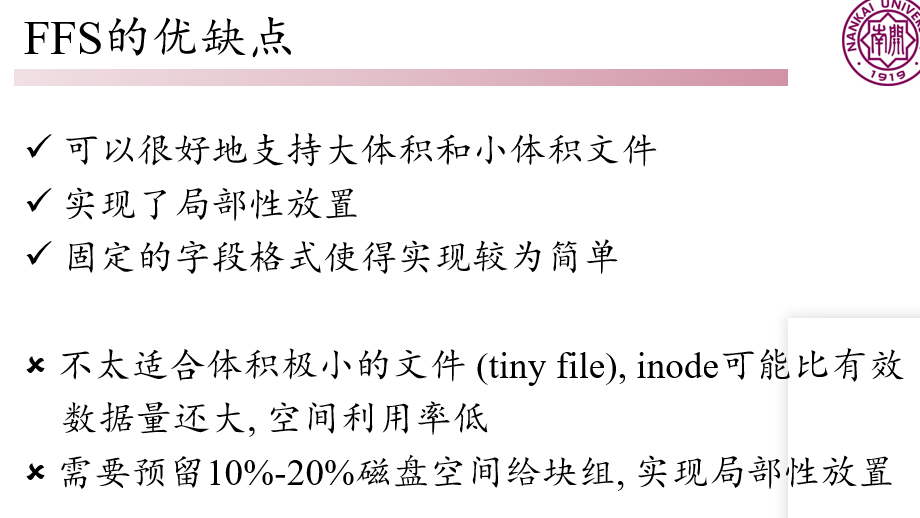 FFS的优缺点
NANKAI UNIVER
南開
1919
✓ 可以很好地支持大体积和小体积文件
✓ 实现了局部性放置
✓ 固定的字段格式使得实现较为简单
× 不太适合体积极小的文件 (tiny file), inode可能比有效
数据量还大, 空间利用率低
× 需要预留10%-20%磁盘空间给块组, 实现局部性放置